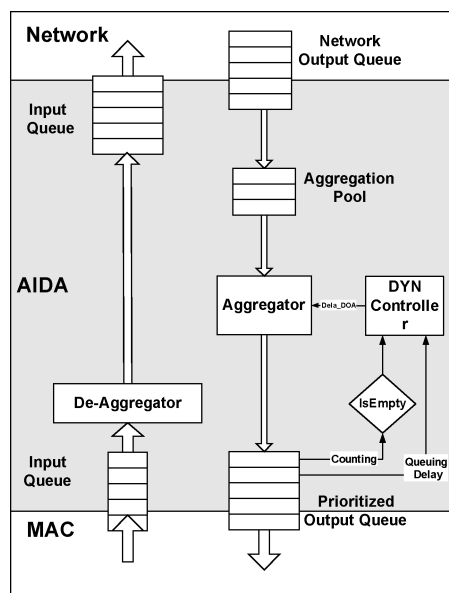 Network
Network
Output Queue
Input
Queue
Aggregation
Pool
AIDA
Aggregator
Dela_DOA
DYN
Controlle
r
De-Aggregator
IsEmpty
Input
Queue
Counting
Queuing
Delay
Prioritized
Output Queue
MAC